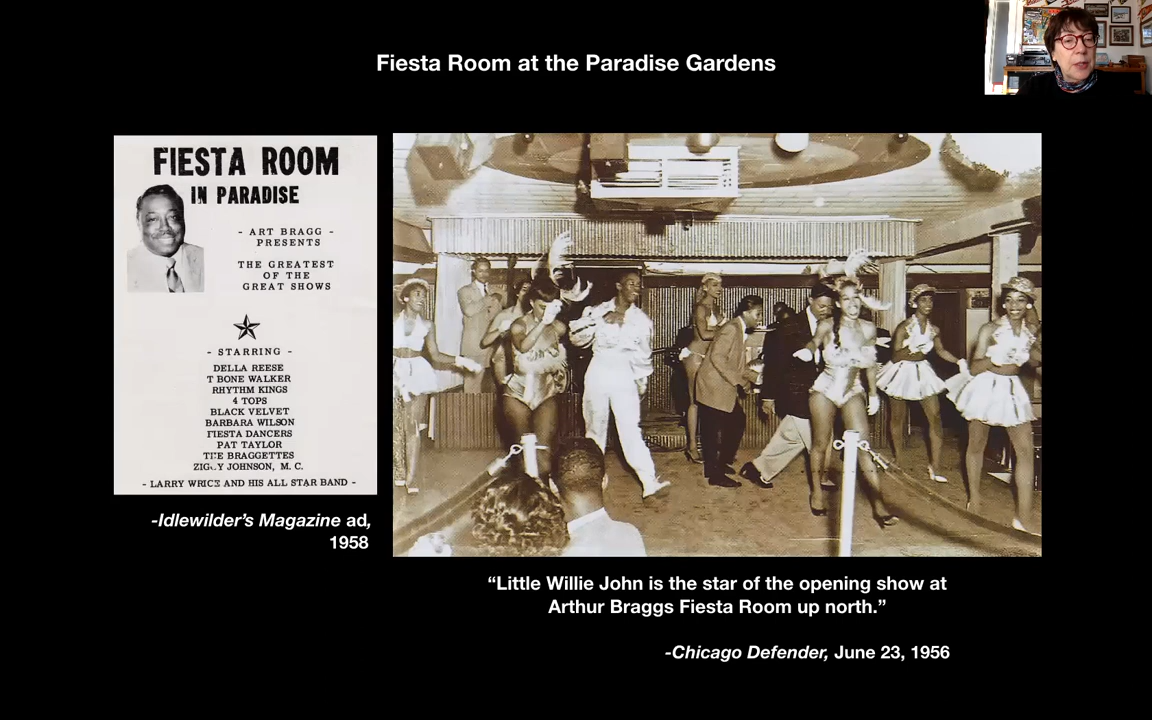 Fiesta Room at the Paradise Gardens
FIESTA ROOM
IN PARADISE
- ART BRAGG -
PRESENTS
THE GREATEST
OF THE
GREAT SHOWS
- STARRING -
DELLA REESE
T BONE WALKER
RHYTHM KINGS
4 TOPS
BLACK VELVET
BARBARA WILSON
FIESTA DANCERS
PAT TAYLOR
THE BRAGGETTES
ZIGGY JOHNSON, M. C.
- LARRY WRICE AND HIS ALL STAR BAND -
-Idlewilder’s Magazine ad,
1958
“Little Willie John is the star of the opening show at
Arthur Braggs Fiesta Room up north.”
-Chicago Defender, June 23, 1956